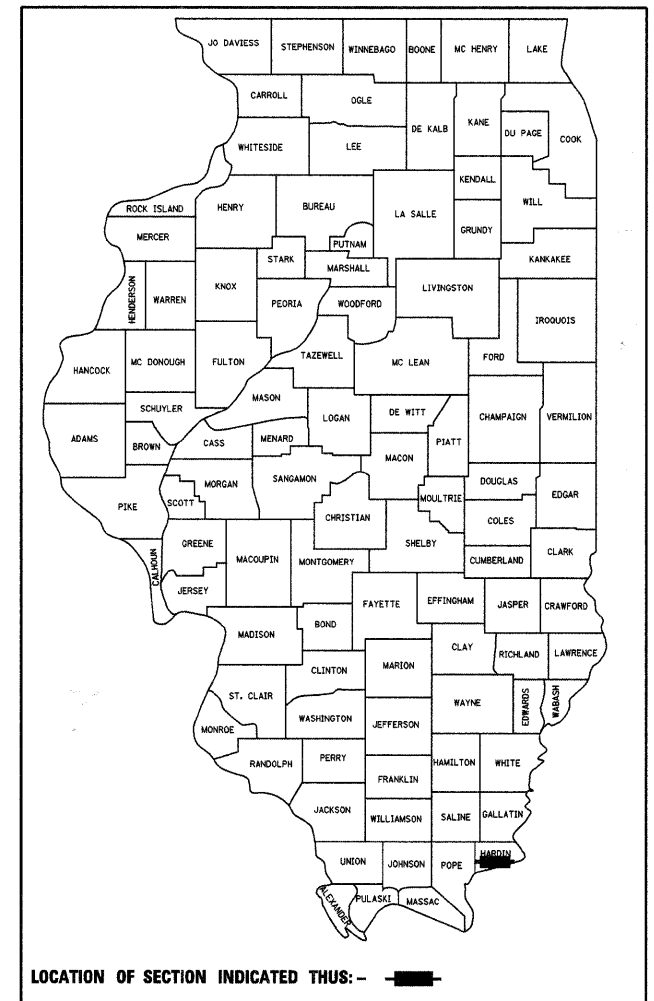 JO DAVIESS STEPHENSON WINNEBAGO BOONE MC HENRY LAKE
CARROLL OGLE DE KALB KANE DU PAGE COOK
WHITESIDE LEE
KENDALL
ROCK ISLAND HENRY BUREAU LA SALLE WILL
MERCER PUTNAM GRUNDY
STARK MARSHALL KANKAKEE
HENDERSON WARREN KNOX PEORIA WOODFORD LIVINGSTON
IROQUOIS
HANCOCK MC DONOUGH FULTON TAZEWELL MC LEAN FORD
MASON
SCHUYLER LOGAN DE WITT CHAMPAIGN VERMILION
ADAMS BROWN CASS MENARD MACON PIATT
PIKE SCOTT MORGAN SANGAMON MOULTRIE DOUGLAS EDGAR
CHRISTIAN COLES
CALHOUN GREENE MACOUPIN MONTGOMERY SHELBY CUMBERLAND CLARK
JERSEY FAYETTE EFFINGHAM JASPER CRAWFORD
MADISON BOND
CLINTON MARION CLAY RICHLAND LAWRENCE
ST. CLAIR WAYNE EDWARDS WABASH
MONROE WASHINGTON JEFFERSON
RANDOLPH PERRY HAMILTON WHITE
FRANKLIN
JACKSON WILLIAMSON SALINE GALLATIN
UNION JOHNSON POPE HARDIN
ALEXANDER PULASKI MASSAC
LOCATION OF SECTION INDICATED THUS: -